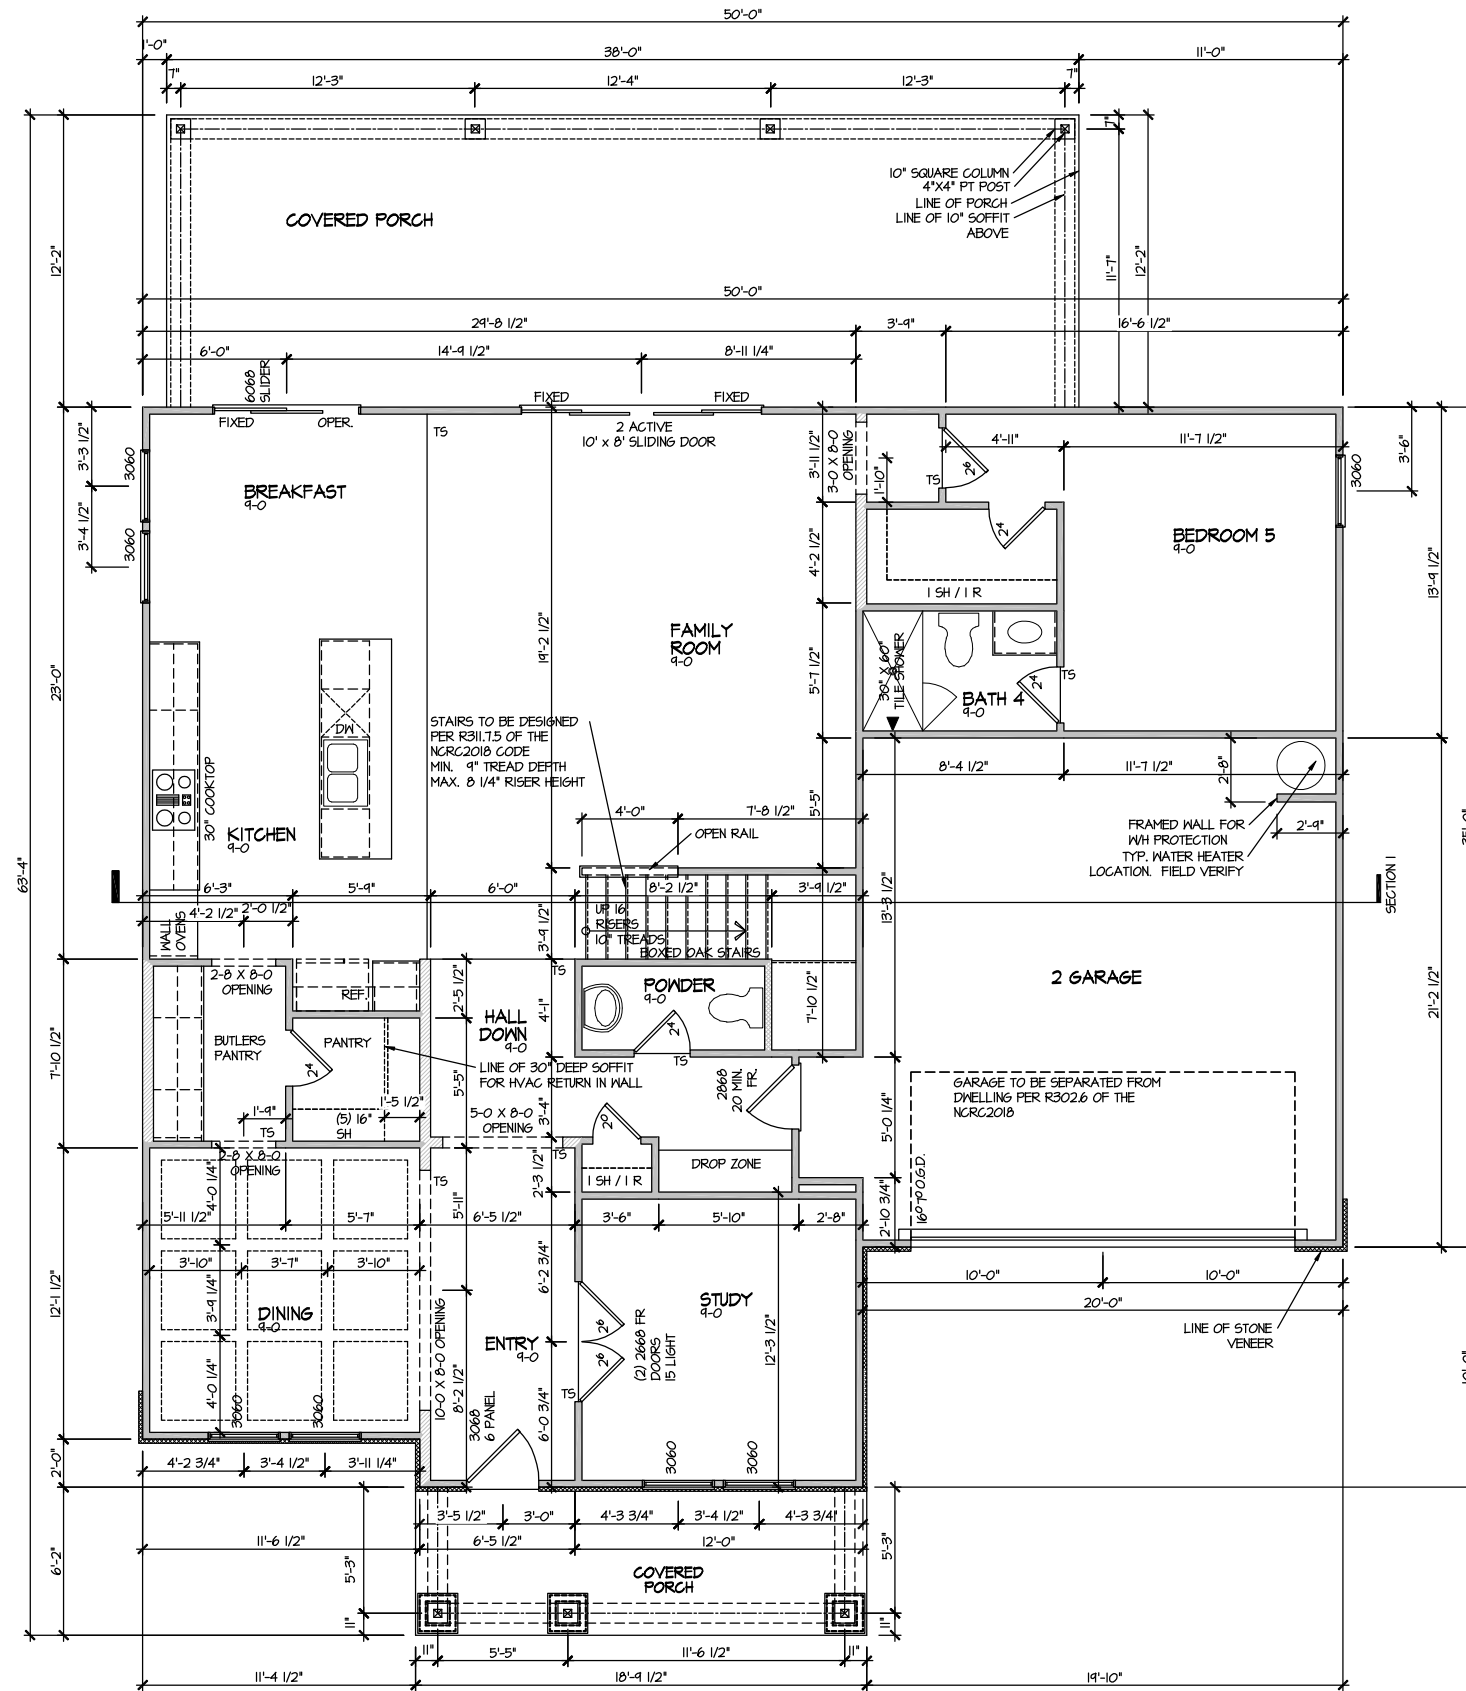 50'-0"
1'-0"
38'-0"
11'-0"
7"
12'-3"
12'-4"
12'-3"
7"
7"
10" SQUARE COLUMN
4"X4" PT POST
LINE OF PORCH
LINE OF 10" SOFFIT
ABOVE
COVERED PORCH
12'-2"
11'-7"
12'-2"
50'-0"
29'-8 1/2"
3'-9"
16'-6 1/2"
6'-0"
14'-9 1/2"
8'-11 1/4"
6068
SLIDER
FIXED
OPER.
FIXED
FIXED
2 ACTIVE
10' x 8' SLIDING DOOR
TS
3'-3 1/2"
3060
3'-4 1/2"
3060
BREAKFAST
9-0
3'-11 1/2"
3-0 X 8-0
OPENING
1'-10"
TS
2⁶
4'-11"
11'-7 1/2"
3060
3'-6"
2⁴
BEDROOM 5
9-0
4'-2 1/2"
1 SH / 1 R
13'-9 1/2"
19'-2 1/2"
FAMILY
ROOM
9-0
23'-0"
5'-7 1/2"
30" X 60"
TILE SHOWER
BATH 4
9-0
2⁴
TS
STAIRS TO BE DESIGNED
PER R311.7.5 OF THE
NCRC2018 CODE
MIN. 9" TREAD DEPTH
MAX. 8 1/4" RISER HEIGHT
DW
30" COOKTOP
KITCHEN
9-0
8'-4 1/2"
11'-7 1/2"
2'-8"
5'-5"
4'-0"
7'-8 1/2"
OPEN RAIL
FRAMED WALL FOR
W/H PROTECTION
TYP. WATER HEATER
LOCATION. FIELD VERIFY
2'-9"
63'-4"
35'-0"
SECTION 1
6'-3"
5'-9"
6'-0"
8'-2 1/2"
3'-9 1/2"
13'-3 1/2"
4'-2 1/2"
2'-0 1/2"
WALL
OVENS
3'-9 1/2"
UP 16
RISERS
10" TREADS
BOXED OAK STAIRS
2-8 X 8-0
OPENING
REF.
2'-5 1/2"
TS
4'-1"
POWDER
9-0
7'-10 1/2"
2 GARAGE
21'-2 1/2"
HALL
DOWN
9-0
7'-10 1/2"
BUTLERS
PANTRY
PANTRY
2⁴
2⁴
TS
LINE OF 30" DEEP SOFFIT
FOR HVAC RETURN IN WALL
5'-5"
2868
20 MIN.
FR.
GARAGE TO BE SEPARATED FROM
DWELLING PER R302.6 OF THE
NCRC2018
1'-9"
1'-5 1/2"
TS
(5) 16"
SH
5-0 X 8-0
OPENING
3'-4"
2⁰
5'-0 1/4"
2-8 X 8-0
OPENING
TS
TS
2'-3 1/2"
1 SH / 1 R
DROP ZONE
16⁰ 7⁰ O.G.D.
2'-10 3/4"
4'-0 1/4"
5'-11"
5'-11 1/2"
5'-7"
6'-5 1/2"
3'-6"
5'-10"
2'-8"
6'-2 3/4"
3'-10"
3'-7"
3'-10"
10'-0"
10'-0"
20'-0"
12'-1 1/2"
3'-9 1/4"
DINING
9-0
STUDY
9-0
LINE OF STONE
VENEER
10-0 X 8-0 OPENING
8'-2 1/2"
ENTRY
9-0
2⁶
2⁶
(2) 2668 FR
DOORS
15 LIGHT
12'-3 1/2"
4'-0 1/4"
3060
3060
3068
6 PANEL
6'-0 3/4"
TS
3060
3060
2'-0"
4'-2 3/4"
3'-4 1/2"
3'-11 1/4"
3'-5 1/2"
3'-0"
4'-3 3/4"
3'-4 1/2"
4'-3 3/4"
11'-6 1/2"
6'-5 1/2"
12'-0"
6'-2"
5'-3"
5'-3"
COVERED
PORCH
11"
11"
11"
5'-5"
11'-6 1/2"
11"
11'-4 1/2"
18'-9 1/2"
19'-10"